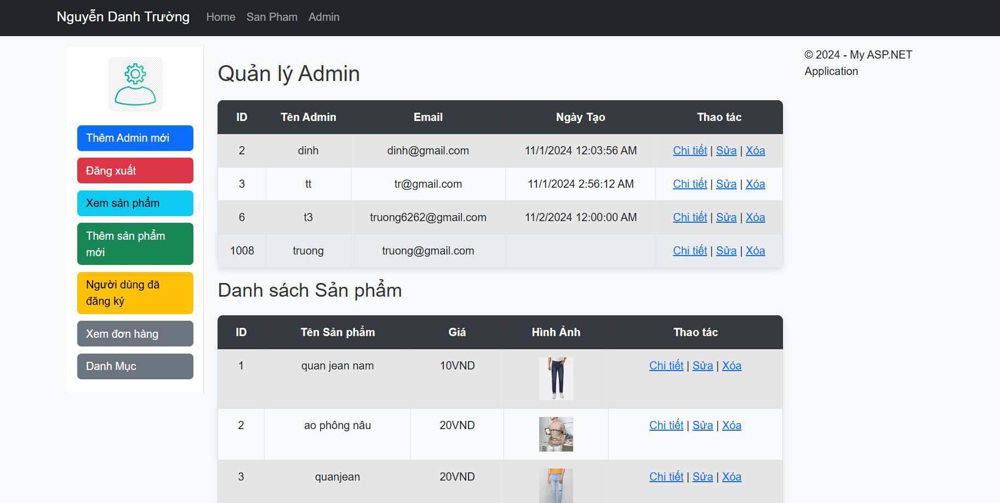 Nguyễn Danh Trường Home San Pham Admin
Thêm Admin mới
Đăng xuất
Xem sản phẩm
Thêm sản phẩm
mới
Người dùng đã
đăng ký
Xem đơn hàng
Danh Mục
Quản lý Admin
ID Tên Admin Email Ngày Tạo Thao tác
2 dinh dinh@gmail.com 11/1/2024 12:03:56 AM Chi tiết | Sửa | Xóa
3 tt tr@gmail.com 11/1/2024 2:56:12 AM Chi tiết | Sửa | Xóa
6 t3 truong6262@gmail.com 11/2/2024 12:00:00 AM Chi tiết | Sửa | Xóa
1008 truong truong@gmail.com Chi tiết | Sửa | Xóa
Danh sách Sản phẩm
ID Tên Sản phẩm Giá Hình Ảnh Thao tác
1 quan jean nam 10VND Chi tiết | Sửa | Xóa
2 ao phông nâu 20VND Chi tiết | Sửa | Xóa
3 quanjean 20VND Chi tiết | Sửa | Xóa
© 2024 - My ASP.NET
Application